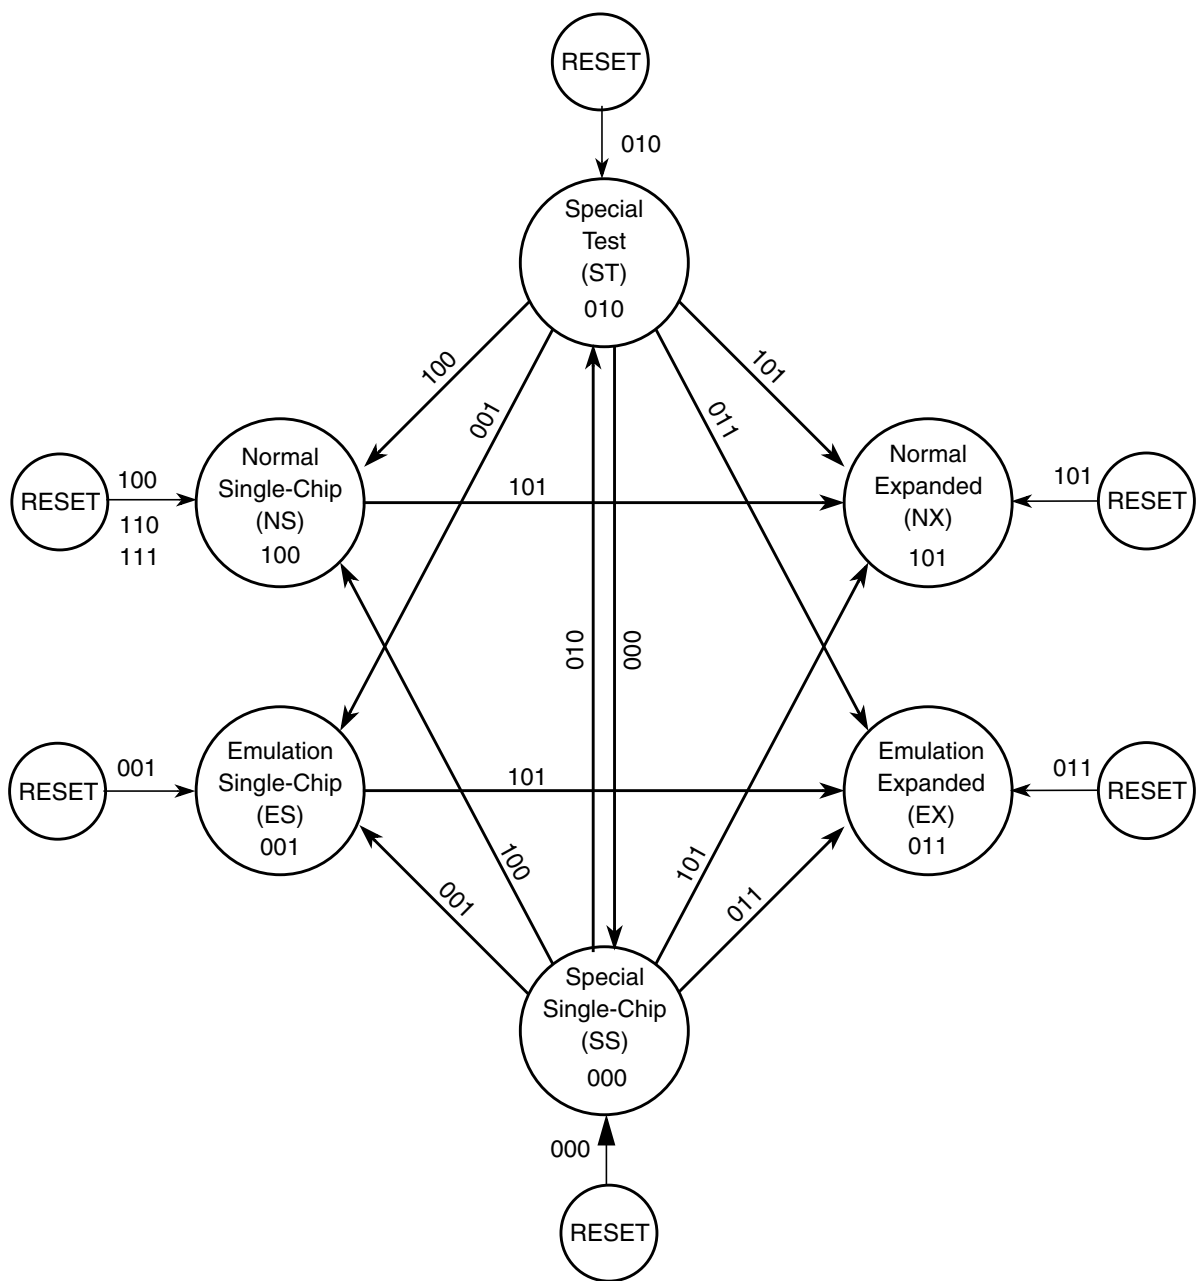 RESET
010
Special
Test
(ST)
010
100
001
011
101
Normal
Single-Chip
(NS)
100
Normal
Expanded
(NX)
101
RESET
100
110
111
101
101
RESET
010
000
RESET
001
Emulation
Single-Chip
(ES)
001
101
Emulation
Expanded
(EX)
011
011
RESET
001
100
101
011
Special
Single-Chip
(SS)
000
000
RESET